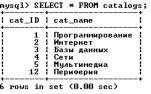 mysql> SELECT * FROM catalogs;
+--------+------------------+
| cat_ID | cat_name         |
+--------+------------------+
| 1 | Программирование |
| 2 | Интернет |
| 3 | Базы данных |
| 4 | Сети |
| 5 | Мультимедиа |
| 12 | Периферия |
+--------+------------------+
6 rows in set (0.00 sec)